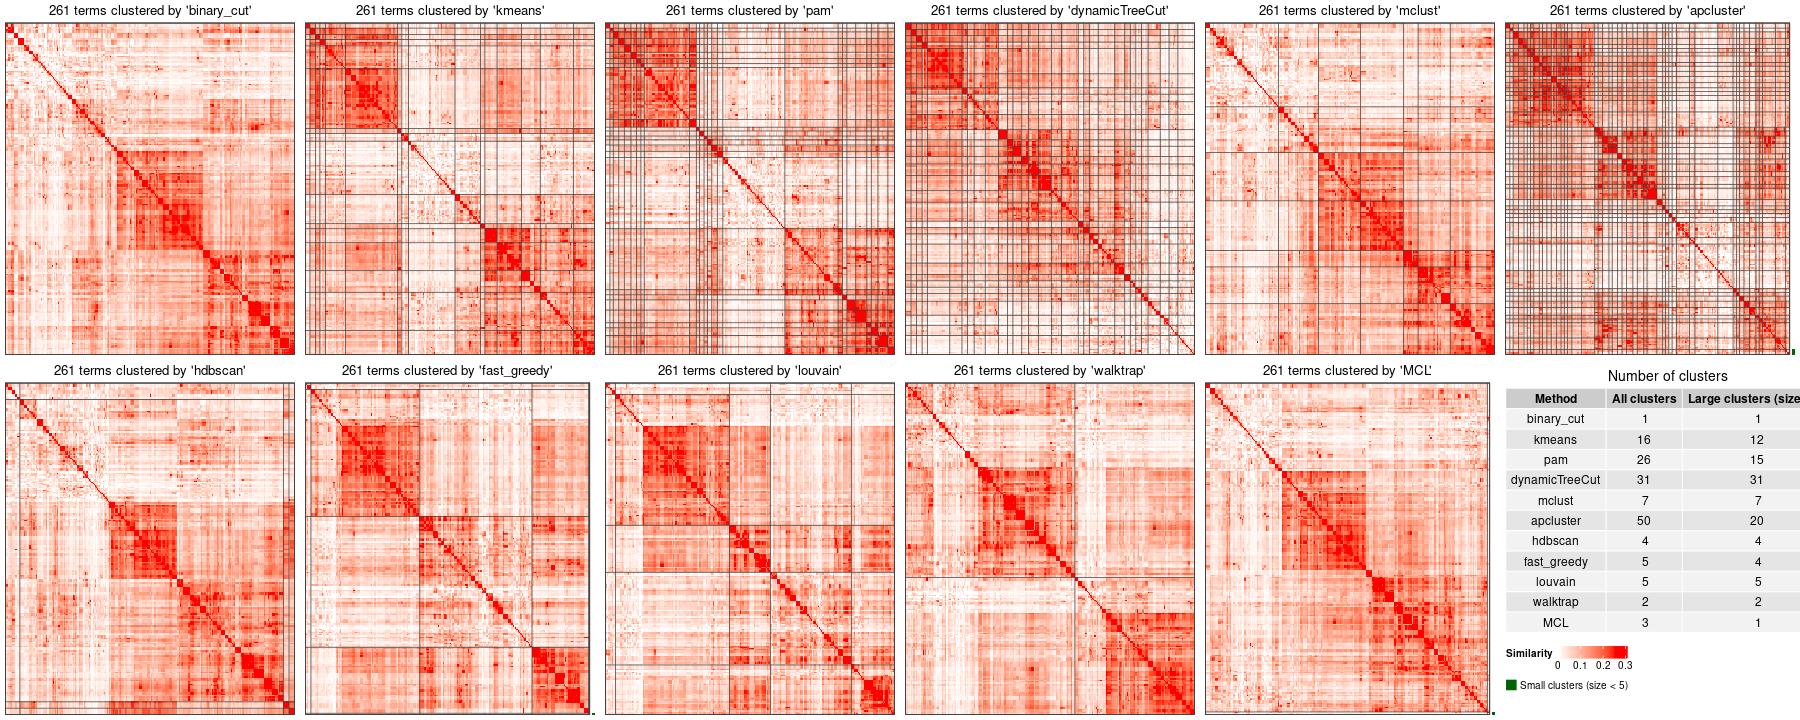 261 terms clustered by 'binary_cut'
261 terms clustered by 'kmeans'
261 terms clustered by 'pam'
261 terms clustered by 'dynamicTreeCut'
261 terms clustered by 'mclust'
261 terms clustered by 'apcluster'
261 terms clustered by 'hdbscan'
261 terms clustered by 'fast_greedy'
261 terms clustered by 'louvain'
261 terms clustered by 'walktrap'
261 terms clustered by 'MCL'
Number of clusters
Method All clusters Large clusters (size
binary_cut 1 1
kmeans 16 12
pam 26 15
dynamicTreeCut 31 31
mclust 7 7
apcluster 50 20
hdbscan 4 4
fast_greedy 5 4
louvain 5 5
walktrap 2 2
MCL 3 1
Similarity
0 0.1 0.2 0.3
Small clusters (size < 5)